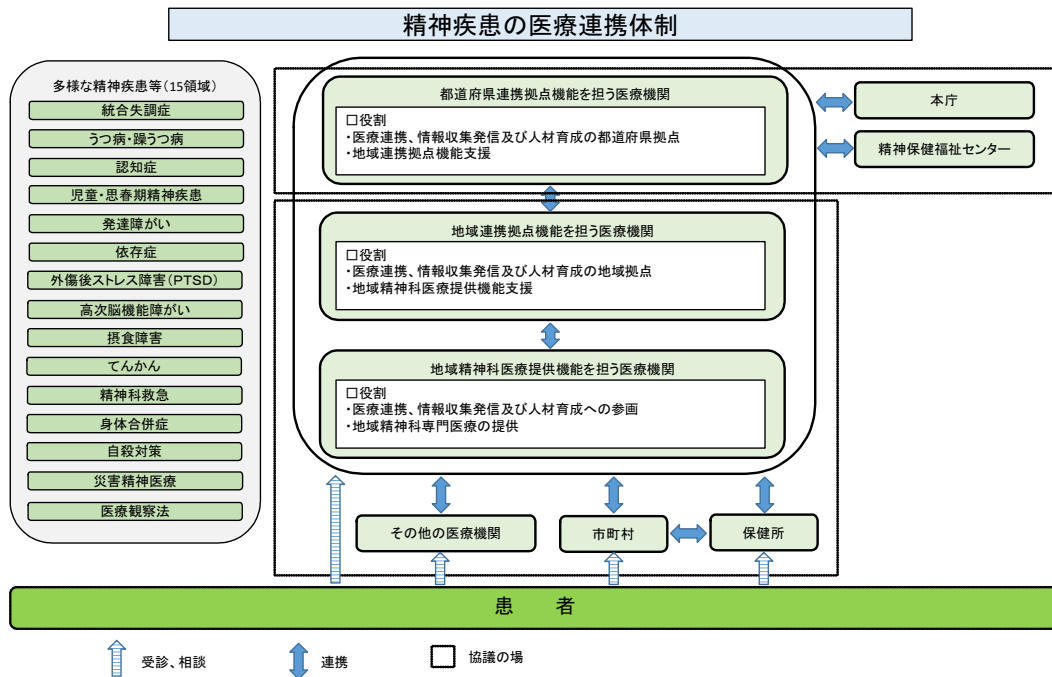 精神疾患の医療連携体制
多様な精神疾患等（15領域）
統合失調症
うつ病・躁うつ病
認知症
児童・思春期精神疾患
発達障がい
依存症
外傷後ストレス障害（PTSD）
高次脳機能障がい
摂食障害
てんかん
精神科救急
身体合併症
自殺対策
災害精神医療
医療観察法
都道府県連携拠点機能を担う医療機関
□役割
・医療連携、情報収集発信及び人材育成の都道府県拠点
・地域連携拠点機能支援
本庁
精神保健福祉センター
地域連携拠点機能を担う医療機関
□役割
・医療連携、情報収集発信及び人材育成の地域拠点
・地域精神科医療提供機能支援
地域精神科医療提供機能を担う医療機関
□役割
・医療連携、情報収集発信及び人材育成への参画
・地域精神科専門医療の提供
その他の医療機関
市町村
保健所
患　者
受診、相談
連携
協議の場